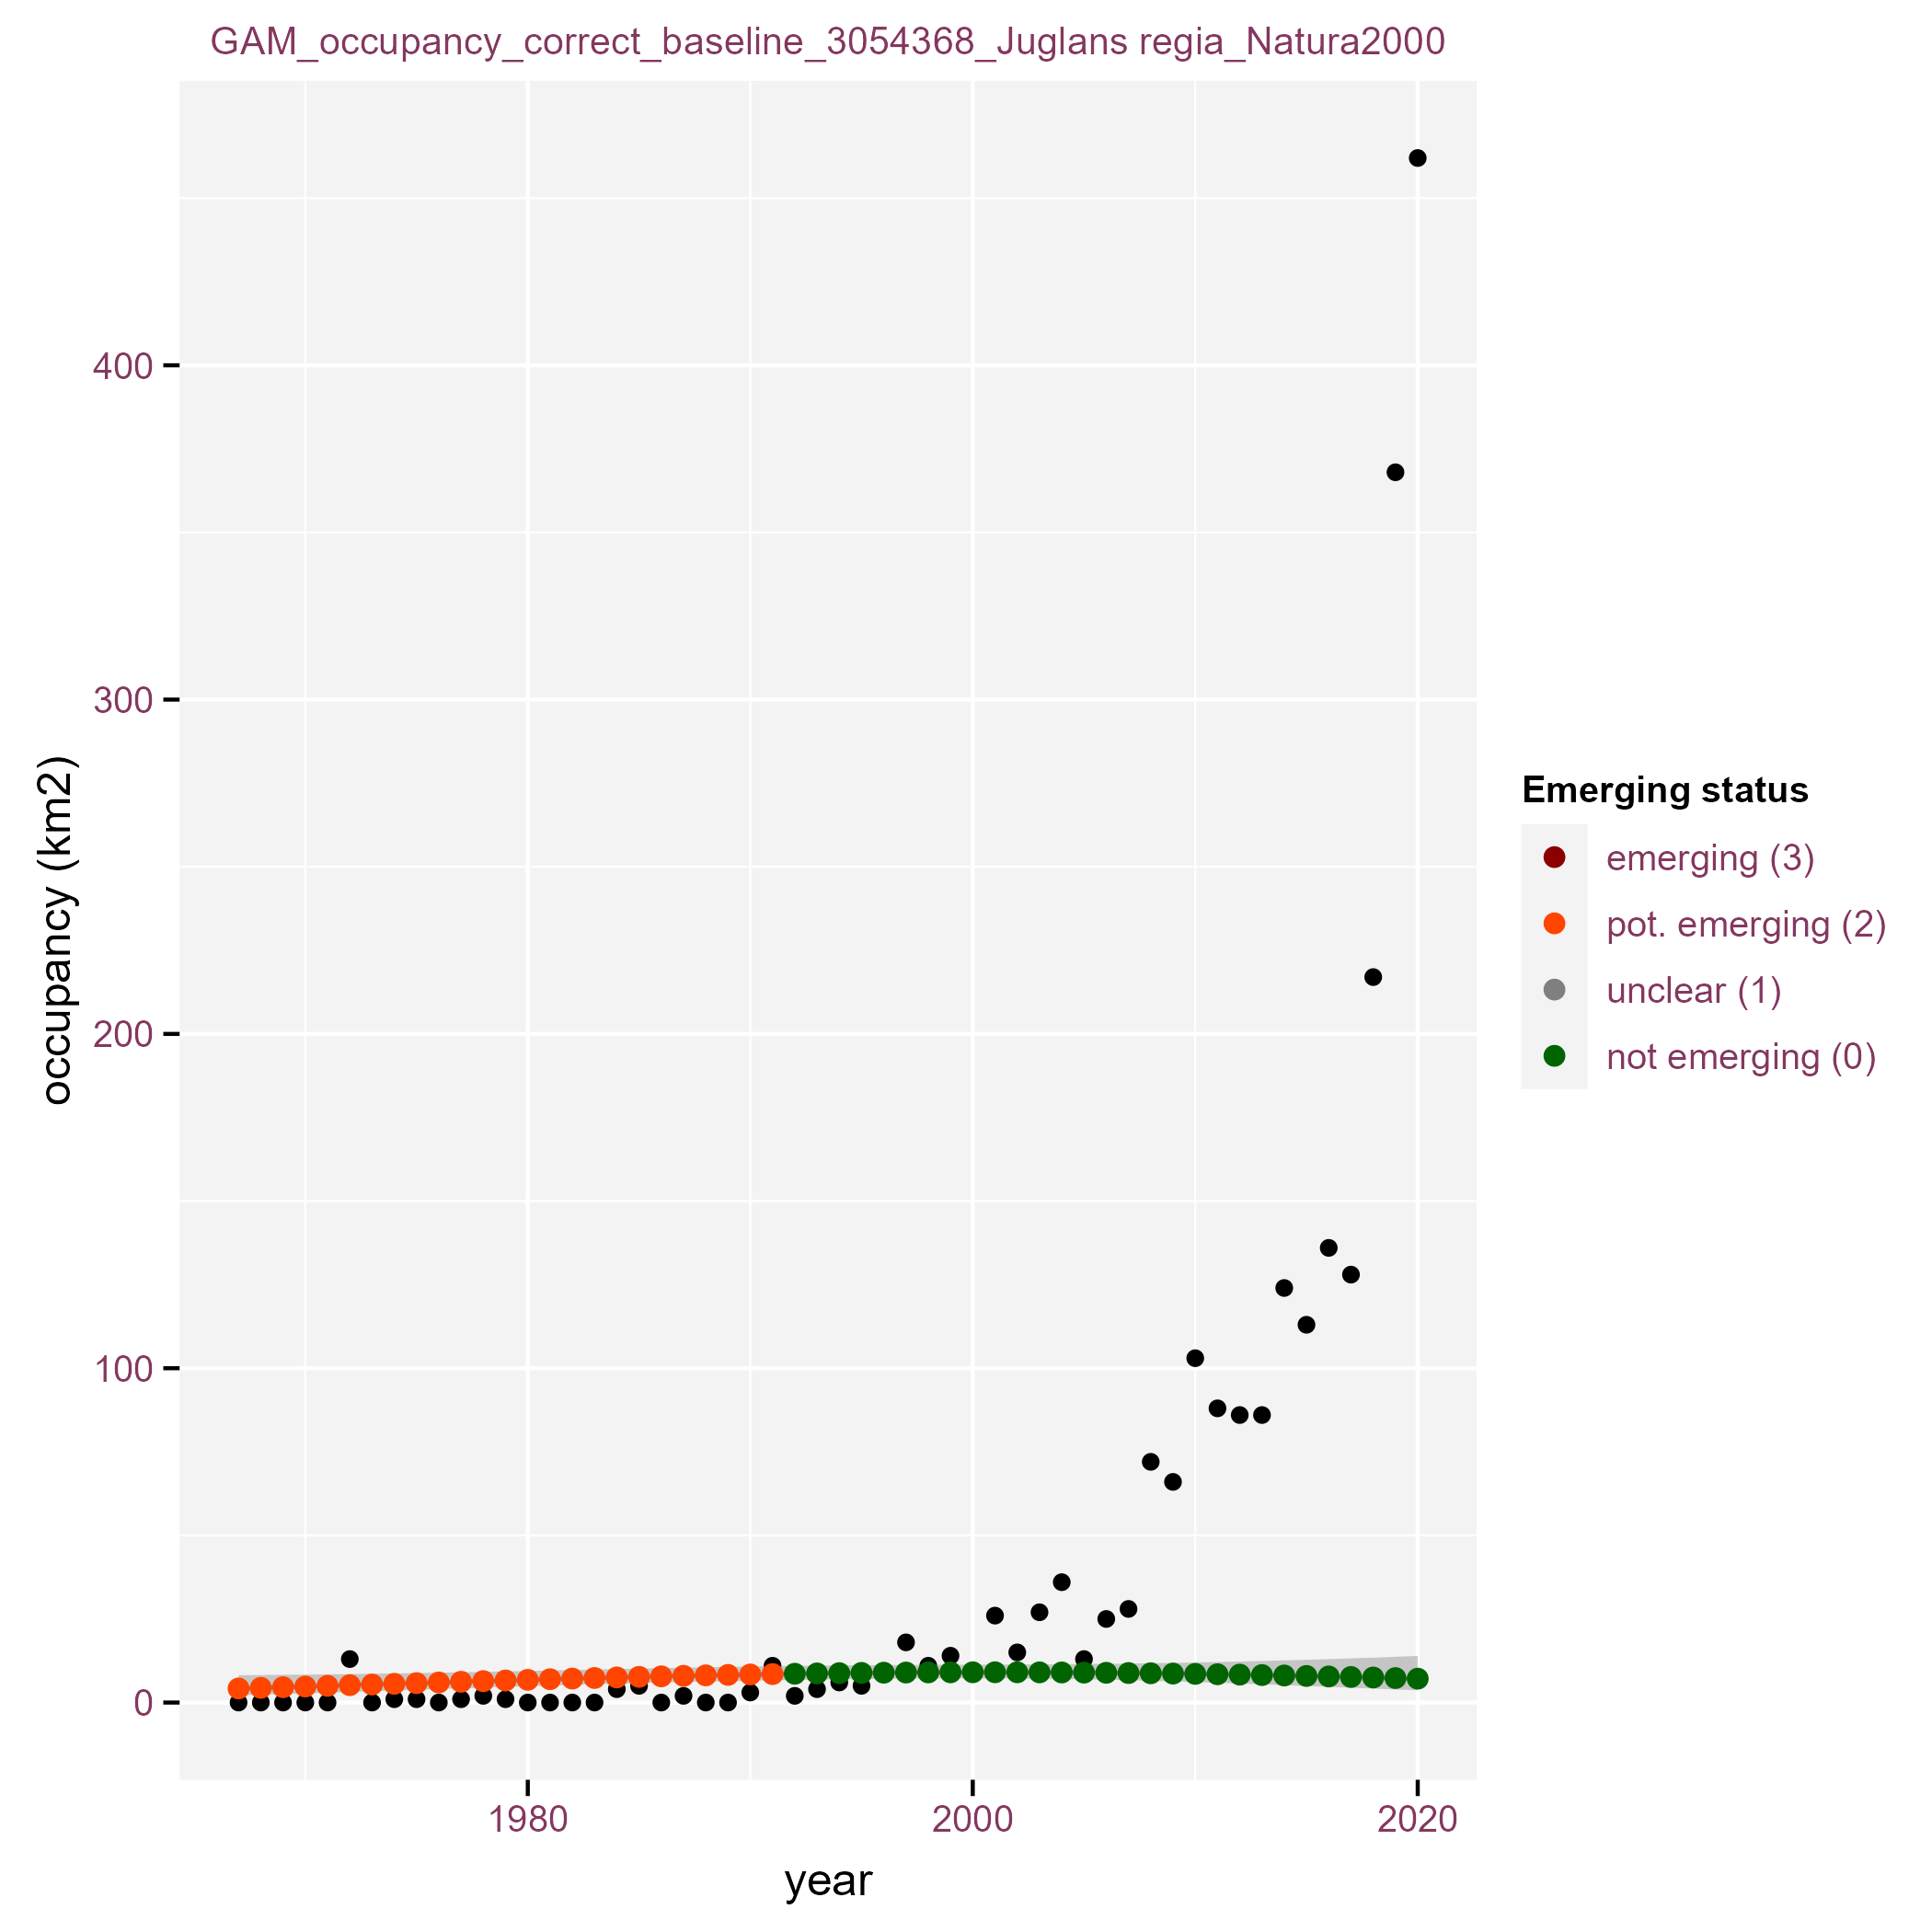 GAM_occupancy_correct_baseline_3054368_Juglans regia_Natura2000
occupancy (km2)
400
300
200
100
0
1980
2000
2020
year
Emerging status
emerging (3)
pot. emerging (2)
unclear (1)
not emerging (0)